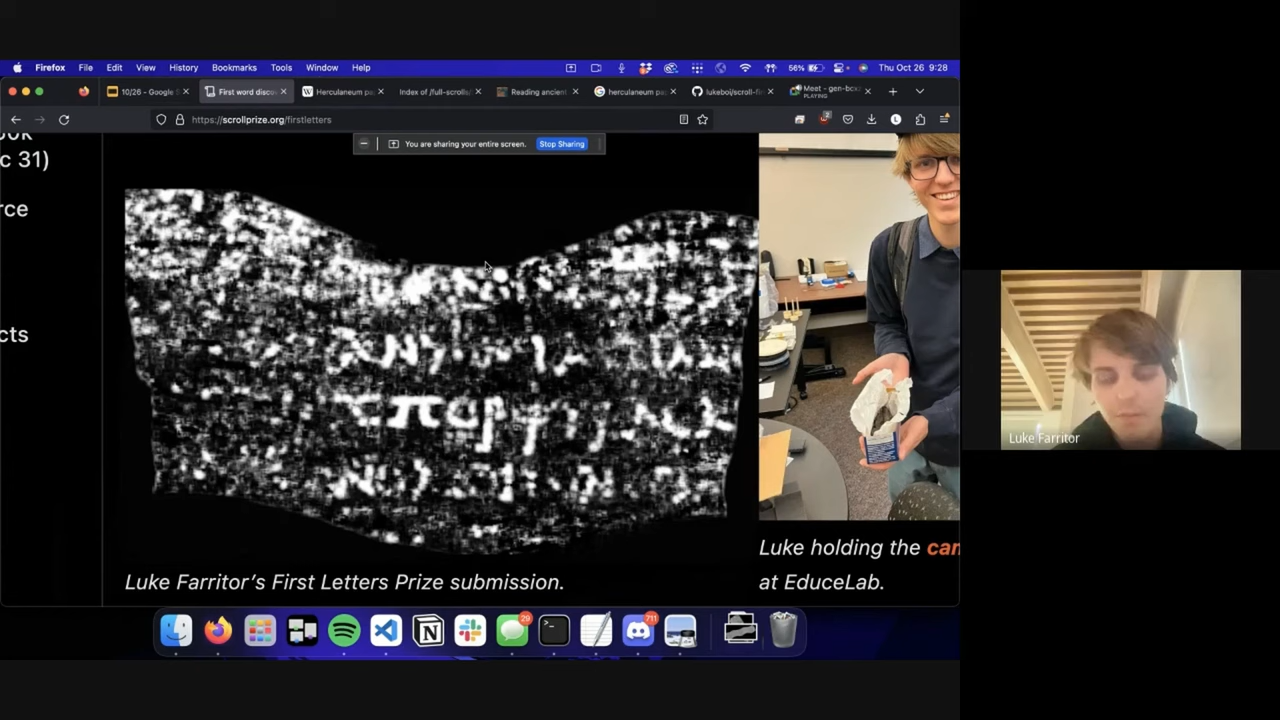 Firefox File Edit View History Bookmarks Tools Window Help 56% Thu Oct 26 9:28
10/26 - Google S First word disco Herculaneum pa Index of /full-scrolls/ Reading ancient herculaneum pa lukeboi/scroll-fi Meet - gen-bcx
PLAYING
https://scrollprize.org/firstletters
You are sharing your entire screen. Stop Sharing
c 31)
rce
cts
Luke Farritor’s First Letters Prize submission.
Luke holding the
at EduceLab.
29
711
Luke Farritor